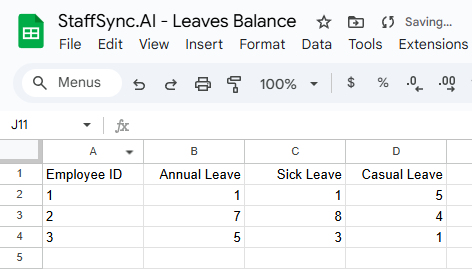 StaffSync.AI - Leaves Balance Saving...
File Edit View Insert Format Data Tools Extensions
Menus 100% $ % .0 .00
J11 fx
A B C D
1 Employee ID Annual Leave Sick Leave Casual Leave
2 1 1 1 5
3 2 7 8 4
4 3 5 3 1
5